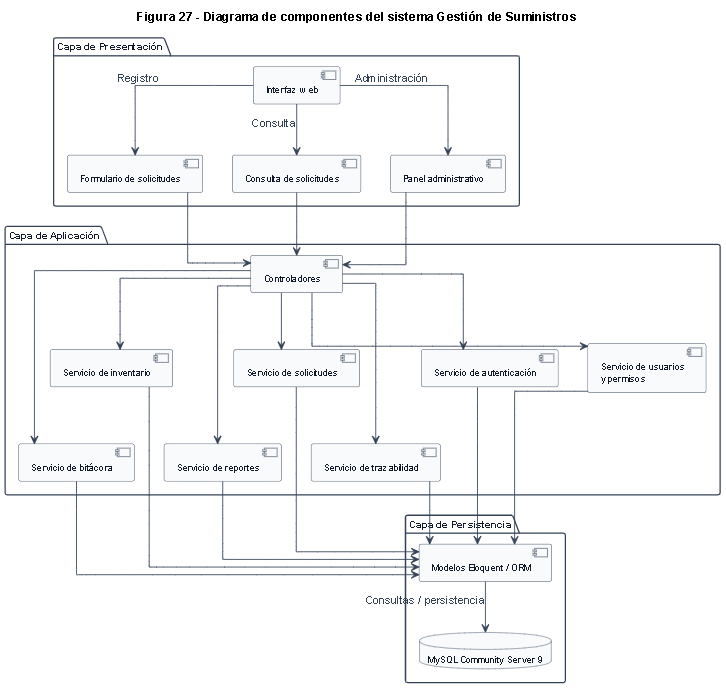 Figura 27 - Diagrama de componentes del sistema Gestión de Suministros
Capa de Presentación
Interfaz web
Registro
Administración
Consulta
Formulario de solicitudes
Consulta de solicitudes
Panel administrativo
Capa de Aplicación
Controladores
Servicio de inventario
Servicio de solicitudes
Servicio de autenticación
Servicio de usuarios
y permisos
Servicio de bitácora
Servicio de reportes
Servicio de trazabilidad
Capa de Persistencia
Modelos Eloquent / ORM
Consultas / persistencia
MySQL Community Server 9